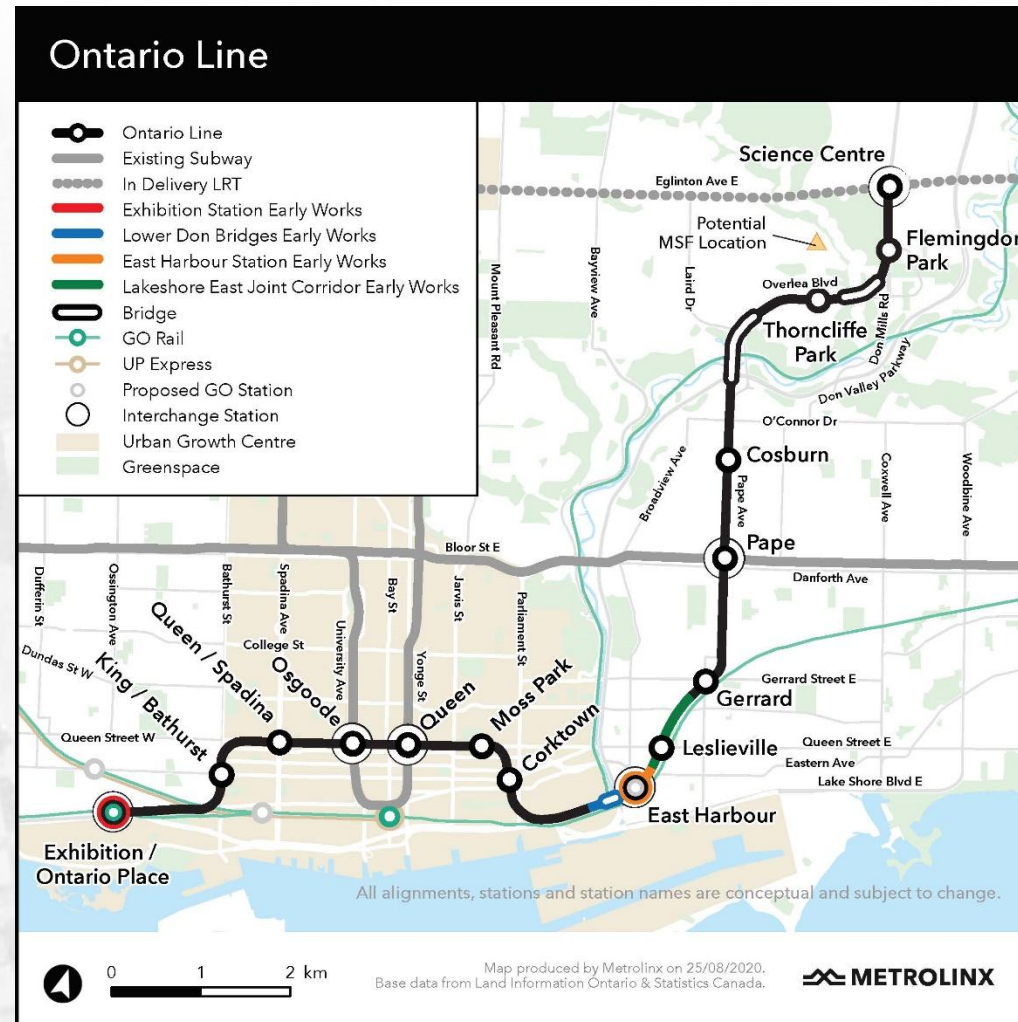 Ontario Line
Ontario Line
Existing Subway
In Delivery LRT
Exhibition Station Early Works
Lower Don Bridges Early Works
East Harbour Station Early Works
Lakeshore East Joint Corridor Early Works
Bridge
GO Rail
UP Express
Proposed GO Station
Interchange Station
Urban Growth Centre
Greenspace
Science Centre
Eglinton Ave E
Potential
MSF Location
Flemingdon
Park
Mount Pleasant Rd
Bayview Ave
Laird Dr
Overlea Blvd
Thorncliffe
Park
Don Mills Rd
Don Valley Parkway
O'Connor Dr
Cosburn
Broadview Ave
Pape Ave
Coxwell Ave
Woodbine Ave
Pape
Bloor St E
Danforth Ave
Dufferin St
Ossington Ave
Bathurst St
Spadina Ave
University Ave
Bay St
Yonge St
Jarvis St
Parliament St
College St
Dundas St W
Queen Street W
King / Bathurst
Queen / Spadina
Osgoode
Queen
Moss Park
Corktown
Gerrard Street E
Gerrard
Leslieville
Queen Street E
Eastern Ave
Lake Shore Blvd E
East Harbour
Exhibition /
Ontario Place
All alignments, stations and station names are conceptual and subject to change.
0 1 2 km
Map produced by Metrolinx on 25/08/2020.
Base data from Land Information Ontario & Statistics Canada.
METROLINX